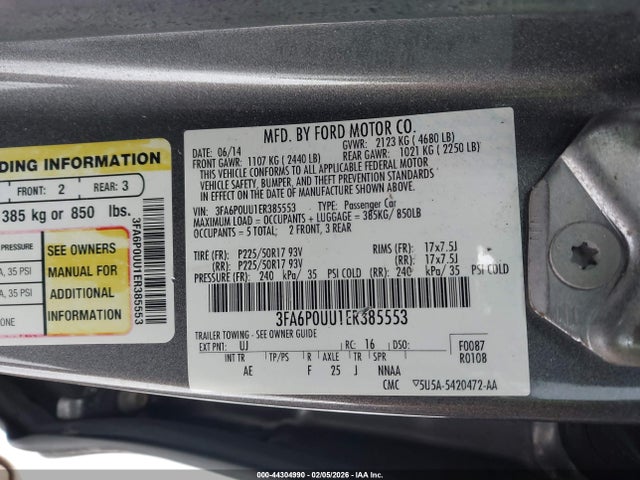 DING INFORMATION
FRONT: 2 REAR: 3
385 kg or 850 lbs.
A, 35 PSI
A, 35 PSI
ONE
SEE OWNERS
MANUAL FOR
ADDITIONAL
INFORMATION
3FA6P0UU1ER385553
MFD. BY FORD MOTOR CO.
DATE: 06/14 GVWR: 2123 KG (4680 LB)
FRONT GAWR: 1107 KG (2440 LB) REAR GAWR: 1021 KG (2250 LB)
THIS VEHICLE CONFORMS TO ALL APPLICABLE FEDERAL MOTOR
VEHICLE SAFETY, BUMPER, AND THEFT PREVENTION STANDARDS
IN EFFECT ON THE DATE OF MANUFACTURE SHOWN ABOVE.
VIN: 3FA6P0UU1ER385553 TYPE: Passenger Car
MAXIMUM LOAD = OCCUPANTS + LUGGAGE = 385KG/850LB
OCCUPANTS = 5 TOTAL: 2 FRONT, 3 REAR
TIRE (FR): P225/50R17 93V RIMS (FR): 17x7.5J
(RR): P225/50R17 93V (RR): 17x7.5J
PRESSURE (FR): 240 kPa/ 35 PSI COLD (RR): 240 kPa/ 35 PSI COLD
3FA6P0UU1ER385553
TRAILER TOWING - SEE OWNER GUIDE
EXT PNT: UJ RC: 16 DSO: F0087
R0108
INT TR TP/PS R AXLE TR SPR
AE F 25 J NNAA
CMC 5U5A-5420472-AA
000-44304990 - 02/05/2026 - IAAI, Inc.